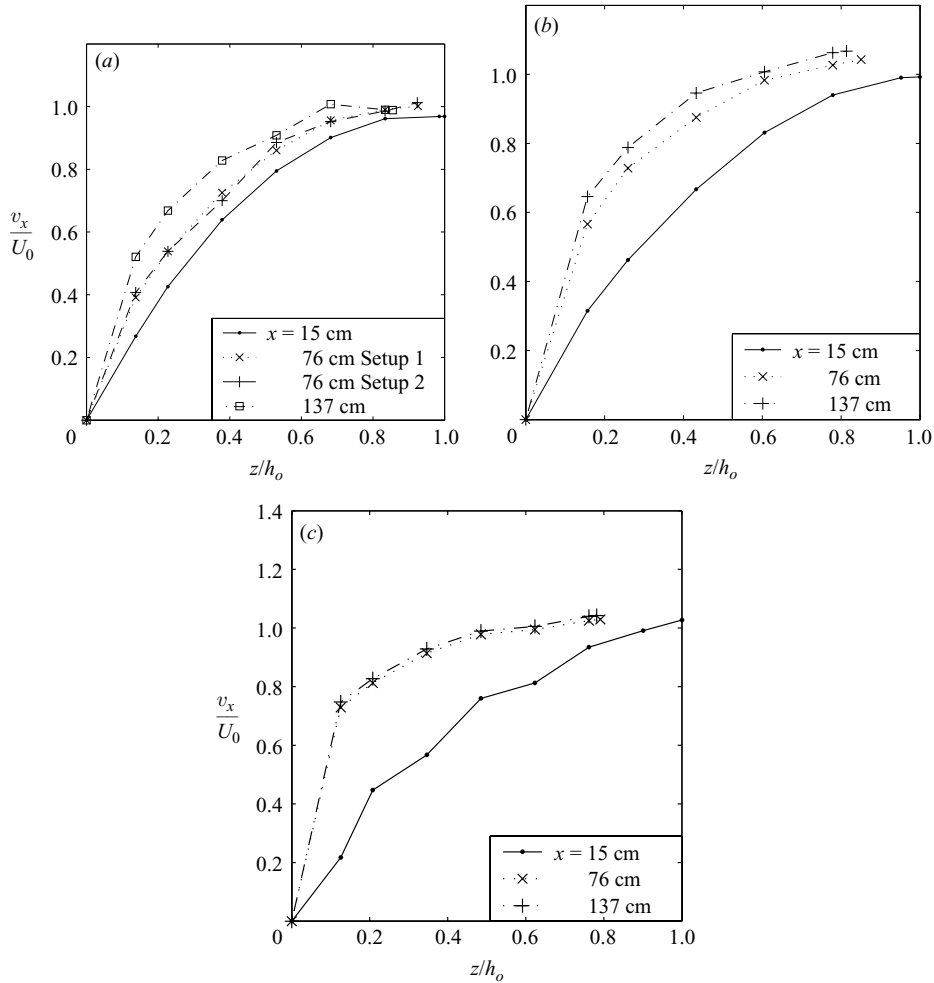 (a)
1.0
0.8
0.6
0.4
0.2
0
0.2
0.4
0.6
0.8
1.0
v_x
U_0
z/h_o
x = 15 cm
76 cm Setup 1
76 cm Setup 2
137 cm
(b)
1.0
0.8
0.6
0.4
0.2
0
0.2
0.4
0.6
0.8
1.0
z/h_o
x = 15 cm
76 cm
137 cm
(c)
1.4
1.2
1.0
0.8
0.6
0.4
0.2
0
0.2
0.4
0.6
0.8
1.0
v_x
U_0
z/h_o
x = 15 cm
76 cm
137 cm